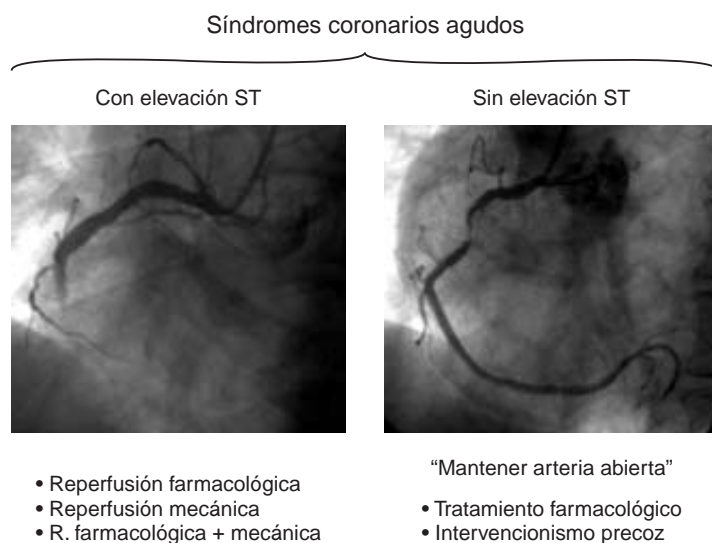 Síndromes coronarios agudos
Con elevación ST
Sin elevación ST
• Reperfusión farmacológica
• Reperfusión mecánica
• R. farmacológica + mecánica
“Mantener arteria abierta”
• Tratamiento farmacológico
• Intervencionismo precoz